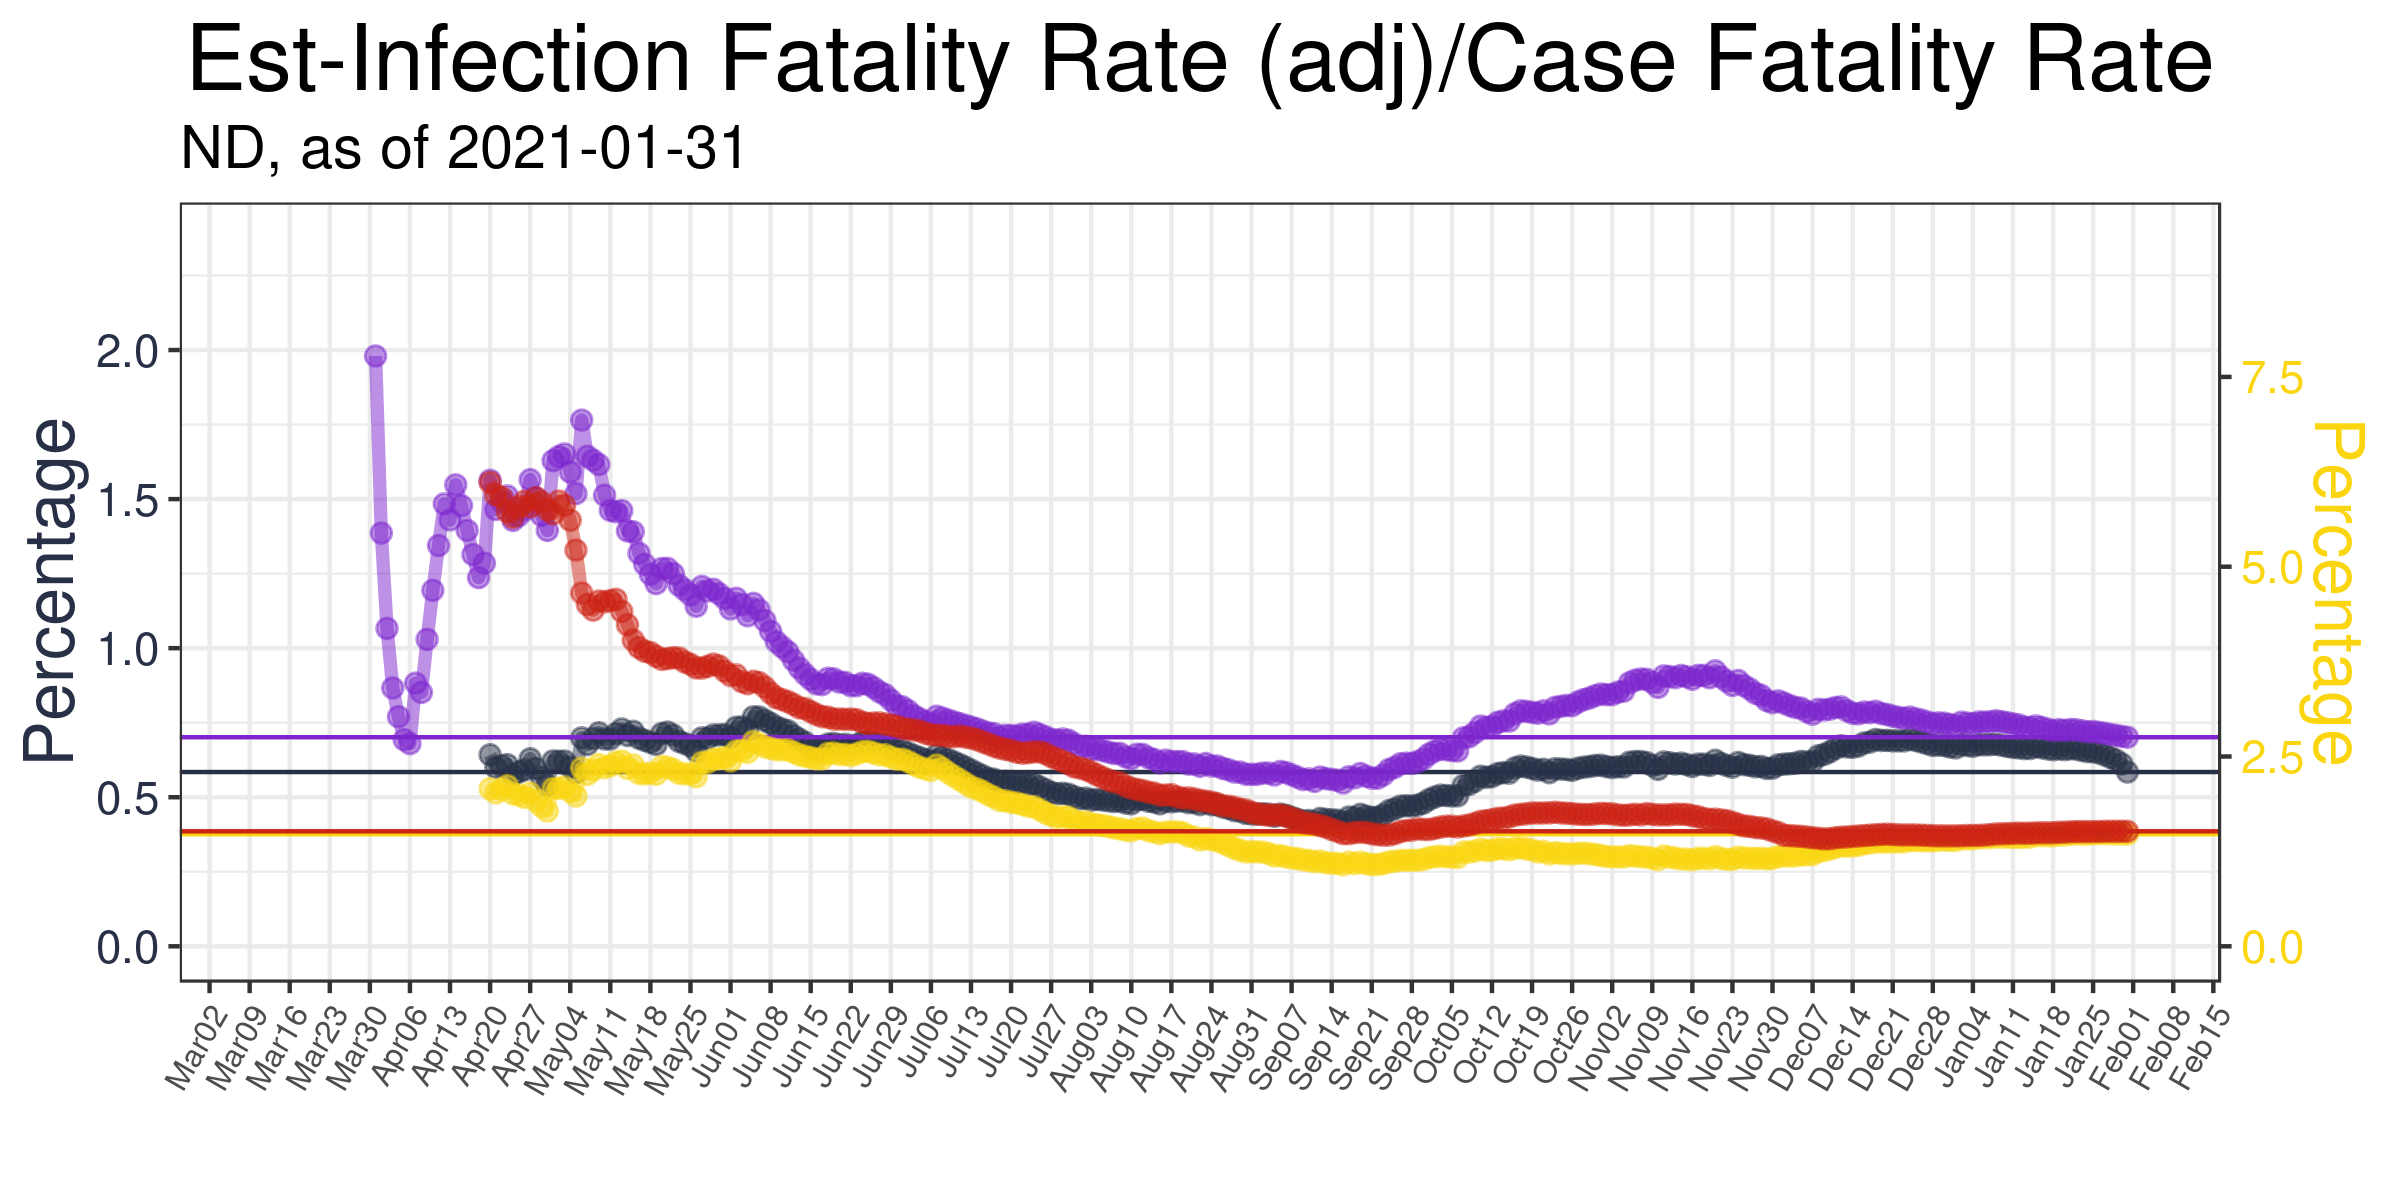 Est-Infection Fatality Rate (adj)/Case Fatality Rate
ND, as of 2021-01-31
Percentage
2.0
1.5
1.0
0.5
0.0
7.5
5.0
2.5
0.0
Percentage
Mar02
Mar09
Mar16
Mar23
Mar30
Apr06
Apr13
Apr20
Apr27
May04
May11
May18
May25
Jun01
Jun08
Jun15
Jun22
Jun29
Jul06
Jul13
Jul20
Jul27
Aug03
Aug10
Aug17
Aug24
Aug31
Sep07
Sep14
Sep21
Sep28
Oct05
Oct12
Oct19
Oct26
Nov02
Nov09
Nov16
Nov23
Nov30
Dec07
Dec14
Dec21
Dec28
Jan04
Jan11
Jan18
Jan25
Feb01
Feb08
Feb15